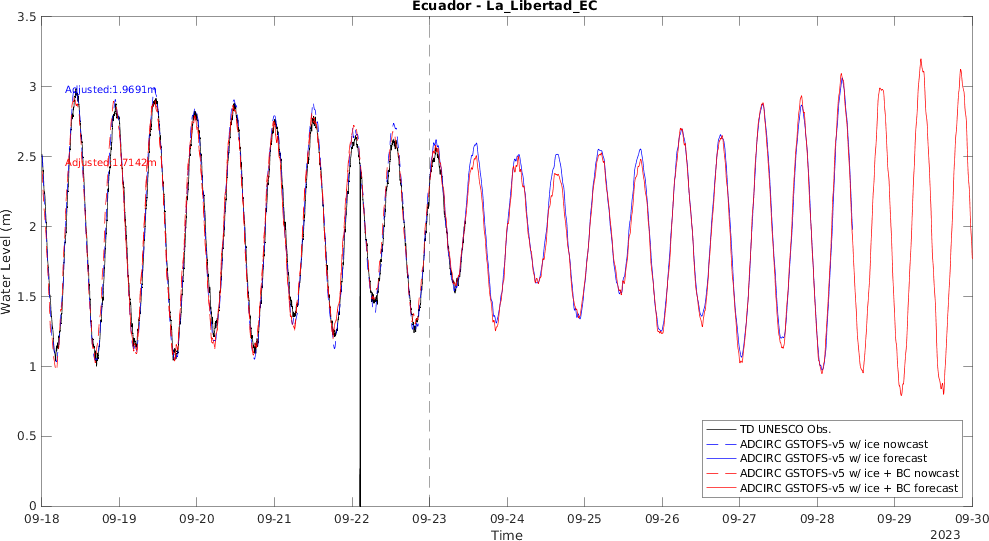 Ecuador - La_Libertad_EC
3.5
3
2.5
2
1.5
1
0.5
0
Water Level (m)
Adjusted:1.9691m
Adjusted:1.7142m
TD UNESCO Obs.
ADCIRC GSTOFS-v5 w/ ice nowcast
ADCIRC GSTOFS-v5 w/ ice forecast
ADCIRC GSTOFS-v5 w/ ice + BC nowcast
ADCIRC GSTOFS-v5 w/ ice + BC forecast
09-18 09-19 09-20 09-21 09-22 09-23 09-24 09-25 09-26 09-27 09-28 09-29 09-30
Time
2023